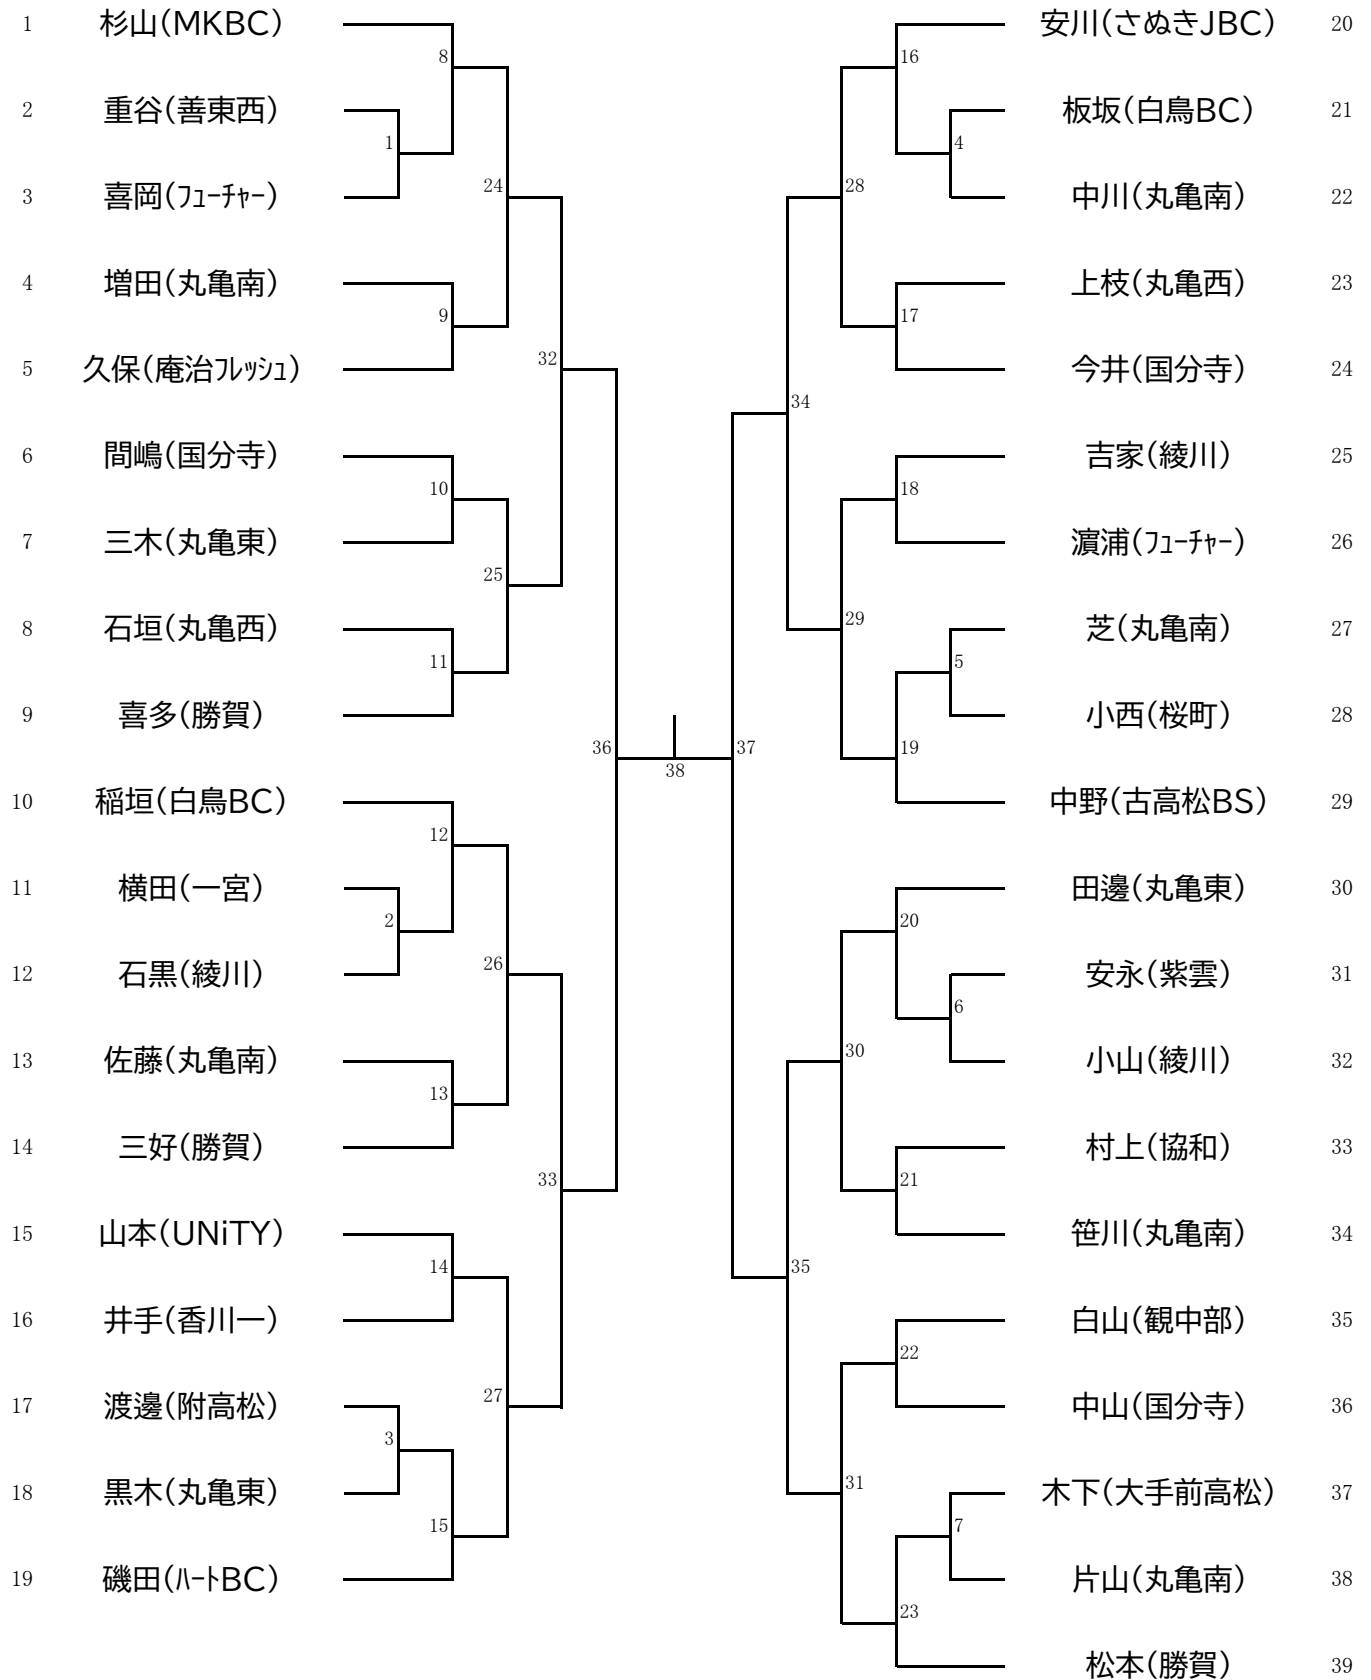 1 杉山(MKBC)
8
2 重谷(善東西)
1
3 喜岡(ﾌｭｰﾁｬｰ)
24
4 増田(丸亀南)
9
5 久保(庵治ﾌﾚｯｼｭ)
32
6 間嶋(国分寺)
10
7 三木(丸亀東)
25
8 石垣(丸亀西)
11
9 喜多(勝賀)
36
10 稲垣(白鳥BC)
12
11 横田(一宮)
2
12 石黒(綾川)
26
13 佐藤(丸亀南)
13
14 三好(勝賀)
33
15 山本(UNiTY)
14
16 井手(香川一)
27
17 渡邊(附高松)
3
18 黒木(丸亀東)
15
19 磯田(ﾊｰﾄBC)
38
安川(さぬきJBC) 20
16
板坂(白鳥BC) 21
4
中川(丸亀南) 22
28
上枝(丸亀西) 23
17
今井(国分寺) 24
34
吉家(綾川) 25
18
濵浦(ﾌｭｰﾁｬｰ) 26
29
芝(丸亀南) 27
5
小西(桜町) 28
19
37
中野(古高松BS) 29
田邊(丸亀東) 30
20
安永(紫雲) 31
6
小山(綾川) 32
30
村上(協和) 33
21
笹川(丸亀南) 34
35
白山(観中部) 35
22
中山(国分寺) 36
31
木下(大手前高松) 37
7
片山(丸亀南) 38
23
松本(勝賀) 39